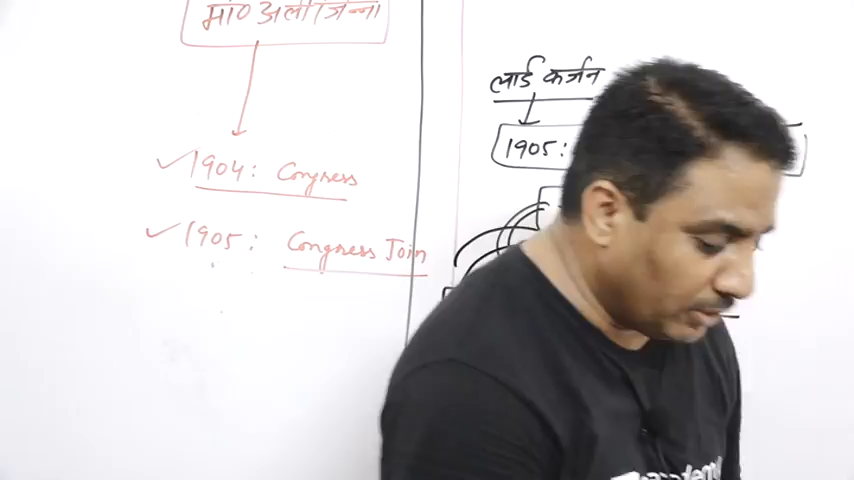 मो० अली जिन्ना
1904: Congress
1905: Congress Join
लार्ड कर्जन
1905: